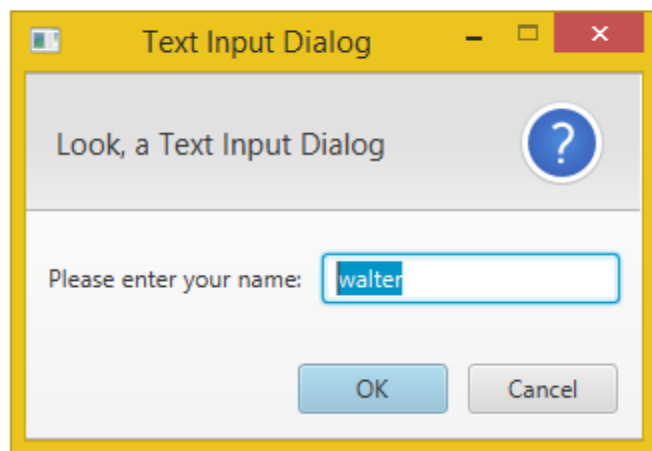 Text Input Dialog
Look, a Text Input Dialog
?
Please enter your name: walter
OK Cancel